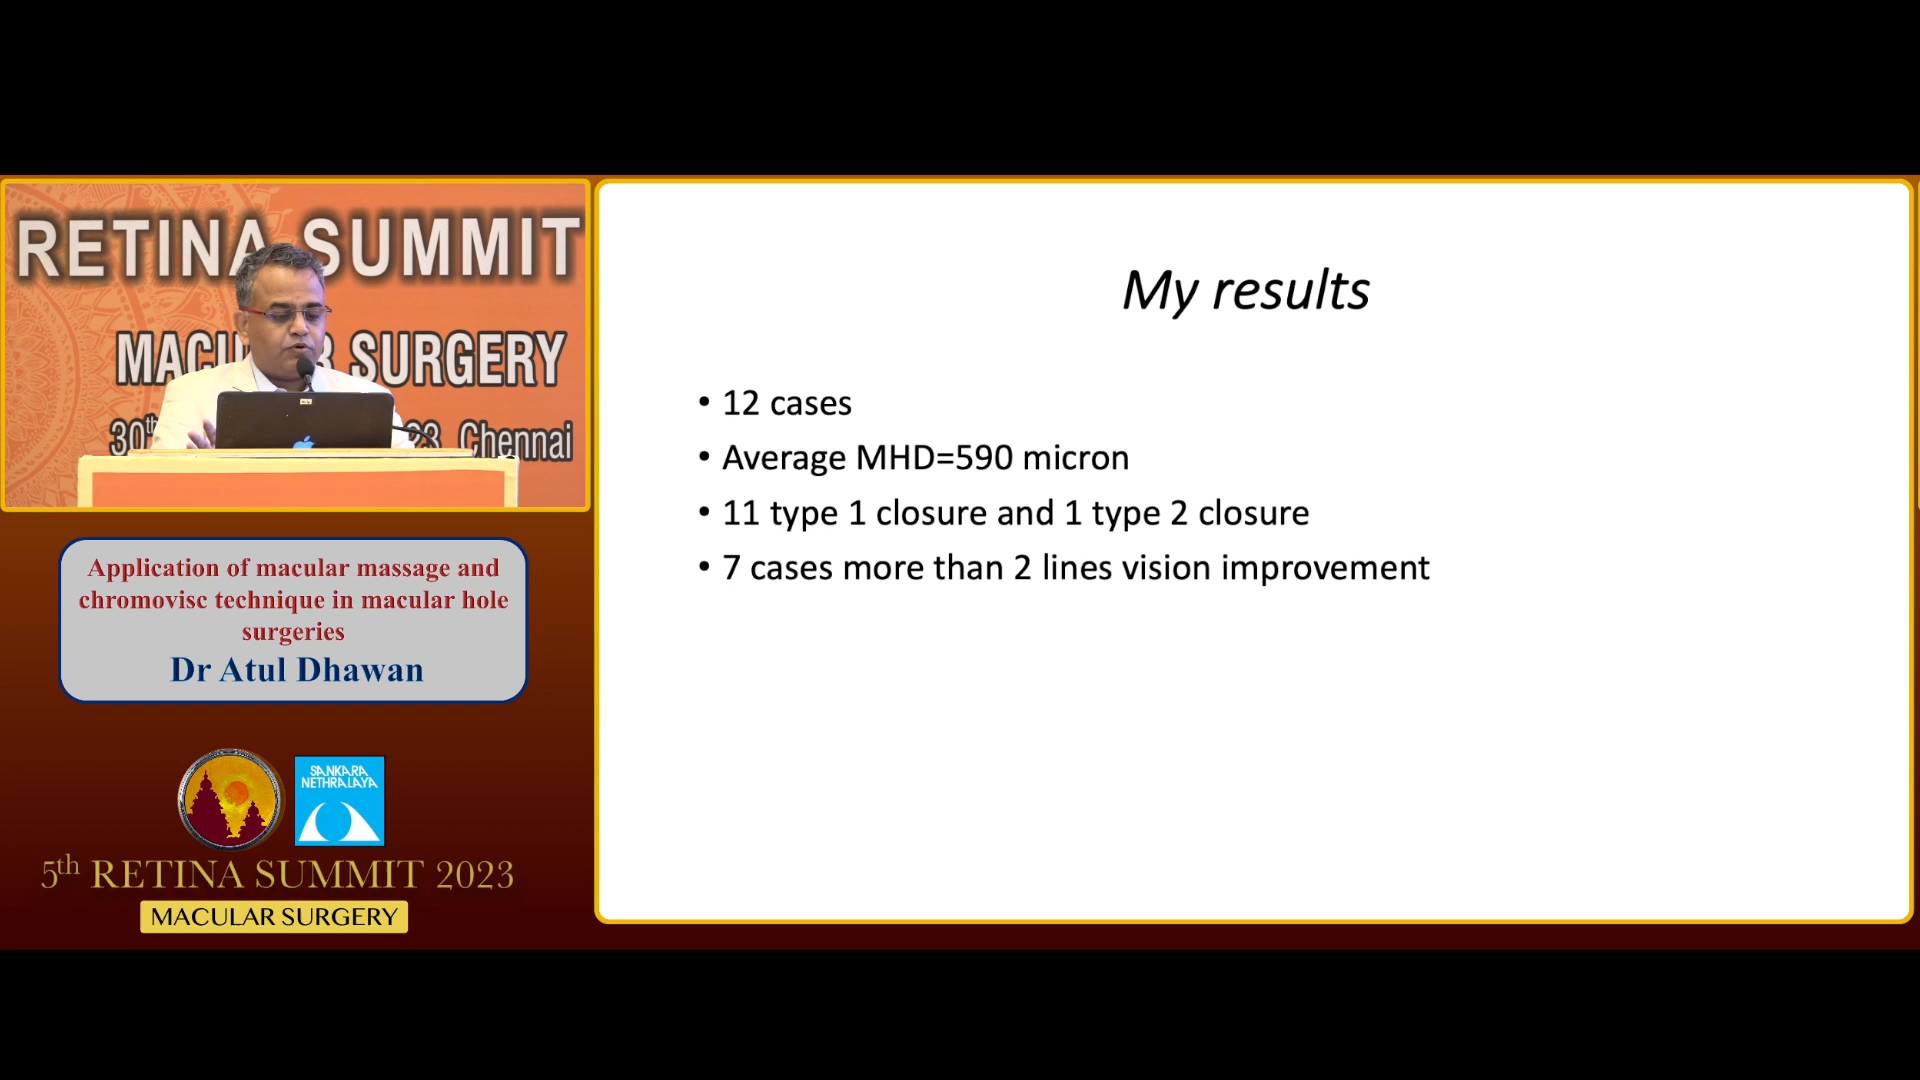 RETINA SUMMIT
SURGERY
30th
23 Chennai
Application of macular massage and
chromovisc technique in macular hole
surgeries
Dr Atul Dhawan
SANKARA
NETHRALAYA
5th RETINA SUMMIT 2023
MACULAR SURGERY
My results
• 12 cases
• Average MHD=590 micron
• 11 type 1 closure and 1 type 2 closure
• 7 cases more than 2 lines vision improvement